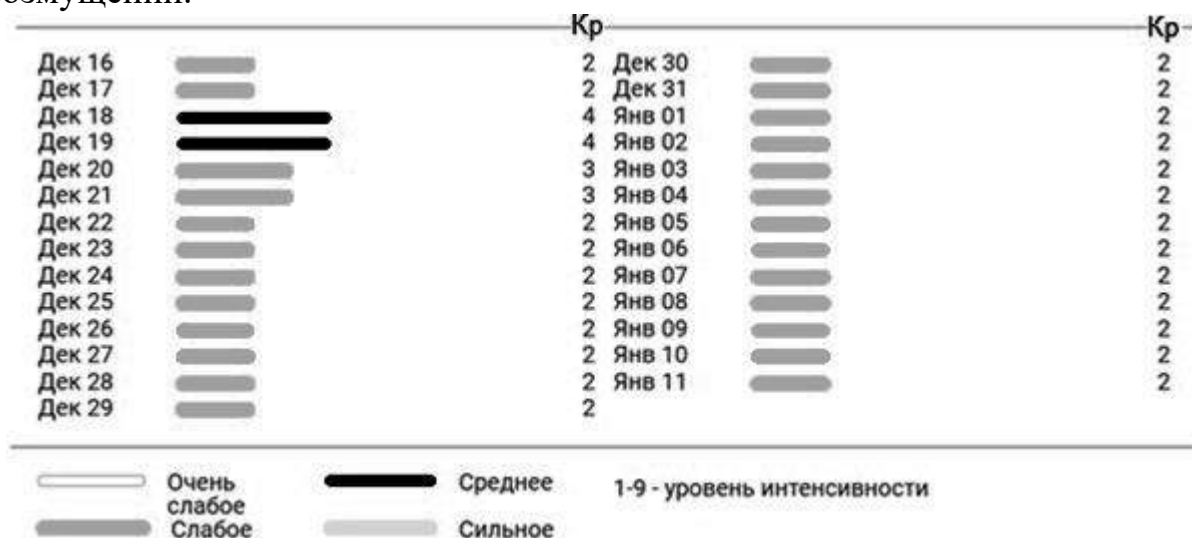 озмущений.
Кр Кр
Дек 16 2 Дек 30 2
Дек 17 2 Дек 31 2
Дек 18 4 Янв 01 2
Дек 19 4 Янв 02 2
Дек 20 3 Янв 03 2
Дек 21 3 Янв 04 2
Дек 22 2 Янв 05 2
Дек 23 2 Янв 06 2
Дек 24 2 Янв 07 2
Дек 25 2 Янв 08 2
Дек 26 2 Янв 09 2
Дек 27 2 Янв 10 2
Дек 28 2 Янв 11 2
Дек 29 2
Очень Среднее 1-9 - уровень интенсивности
слабое
Слабое Сильное